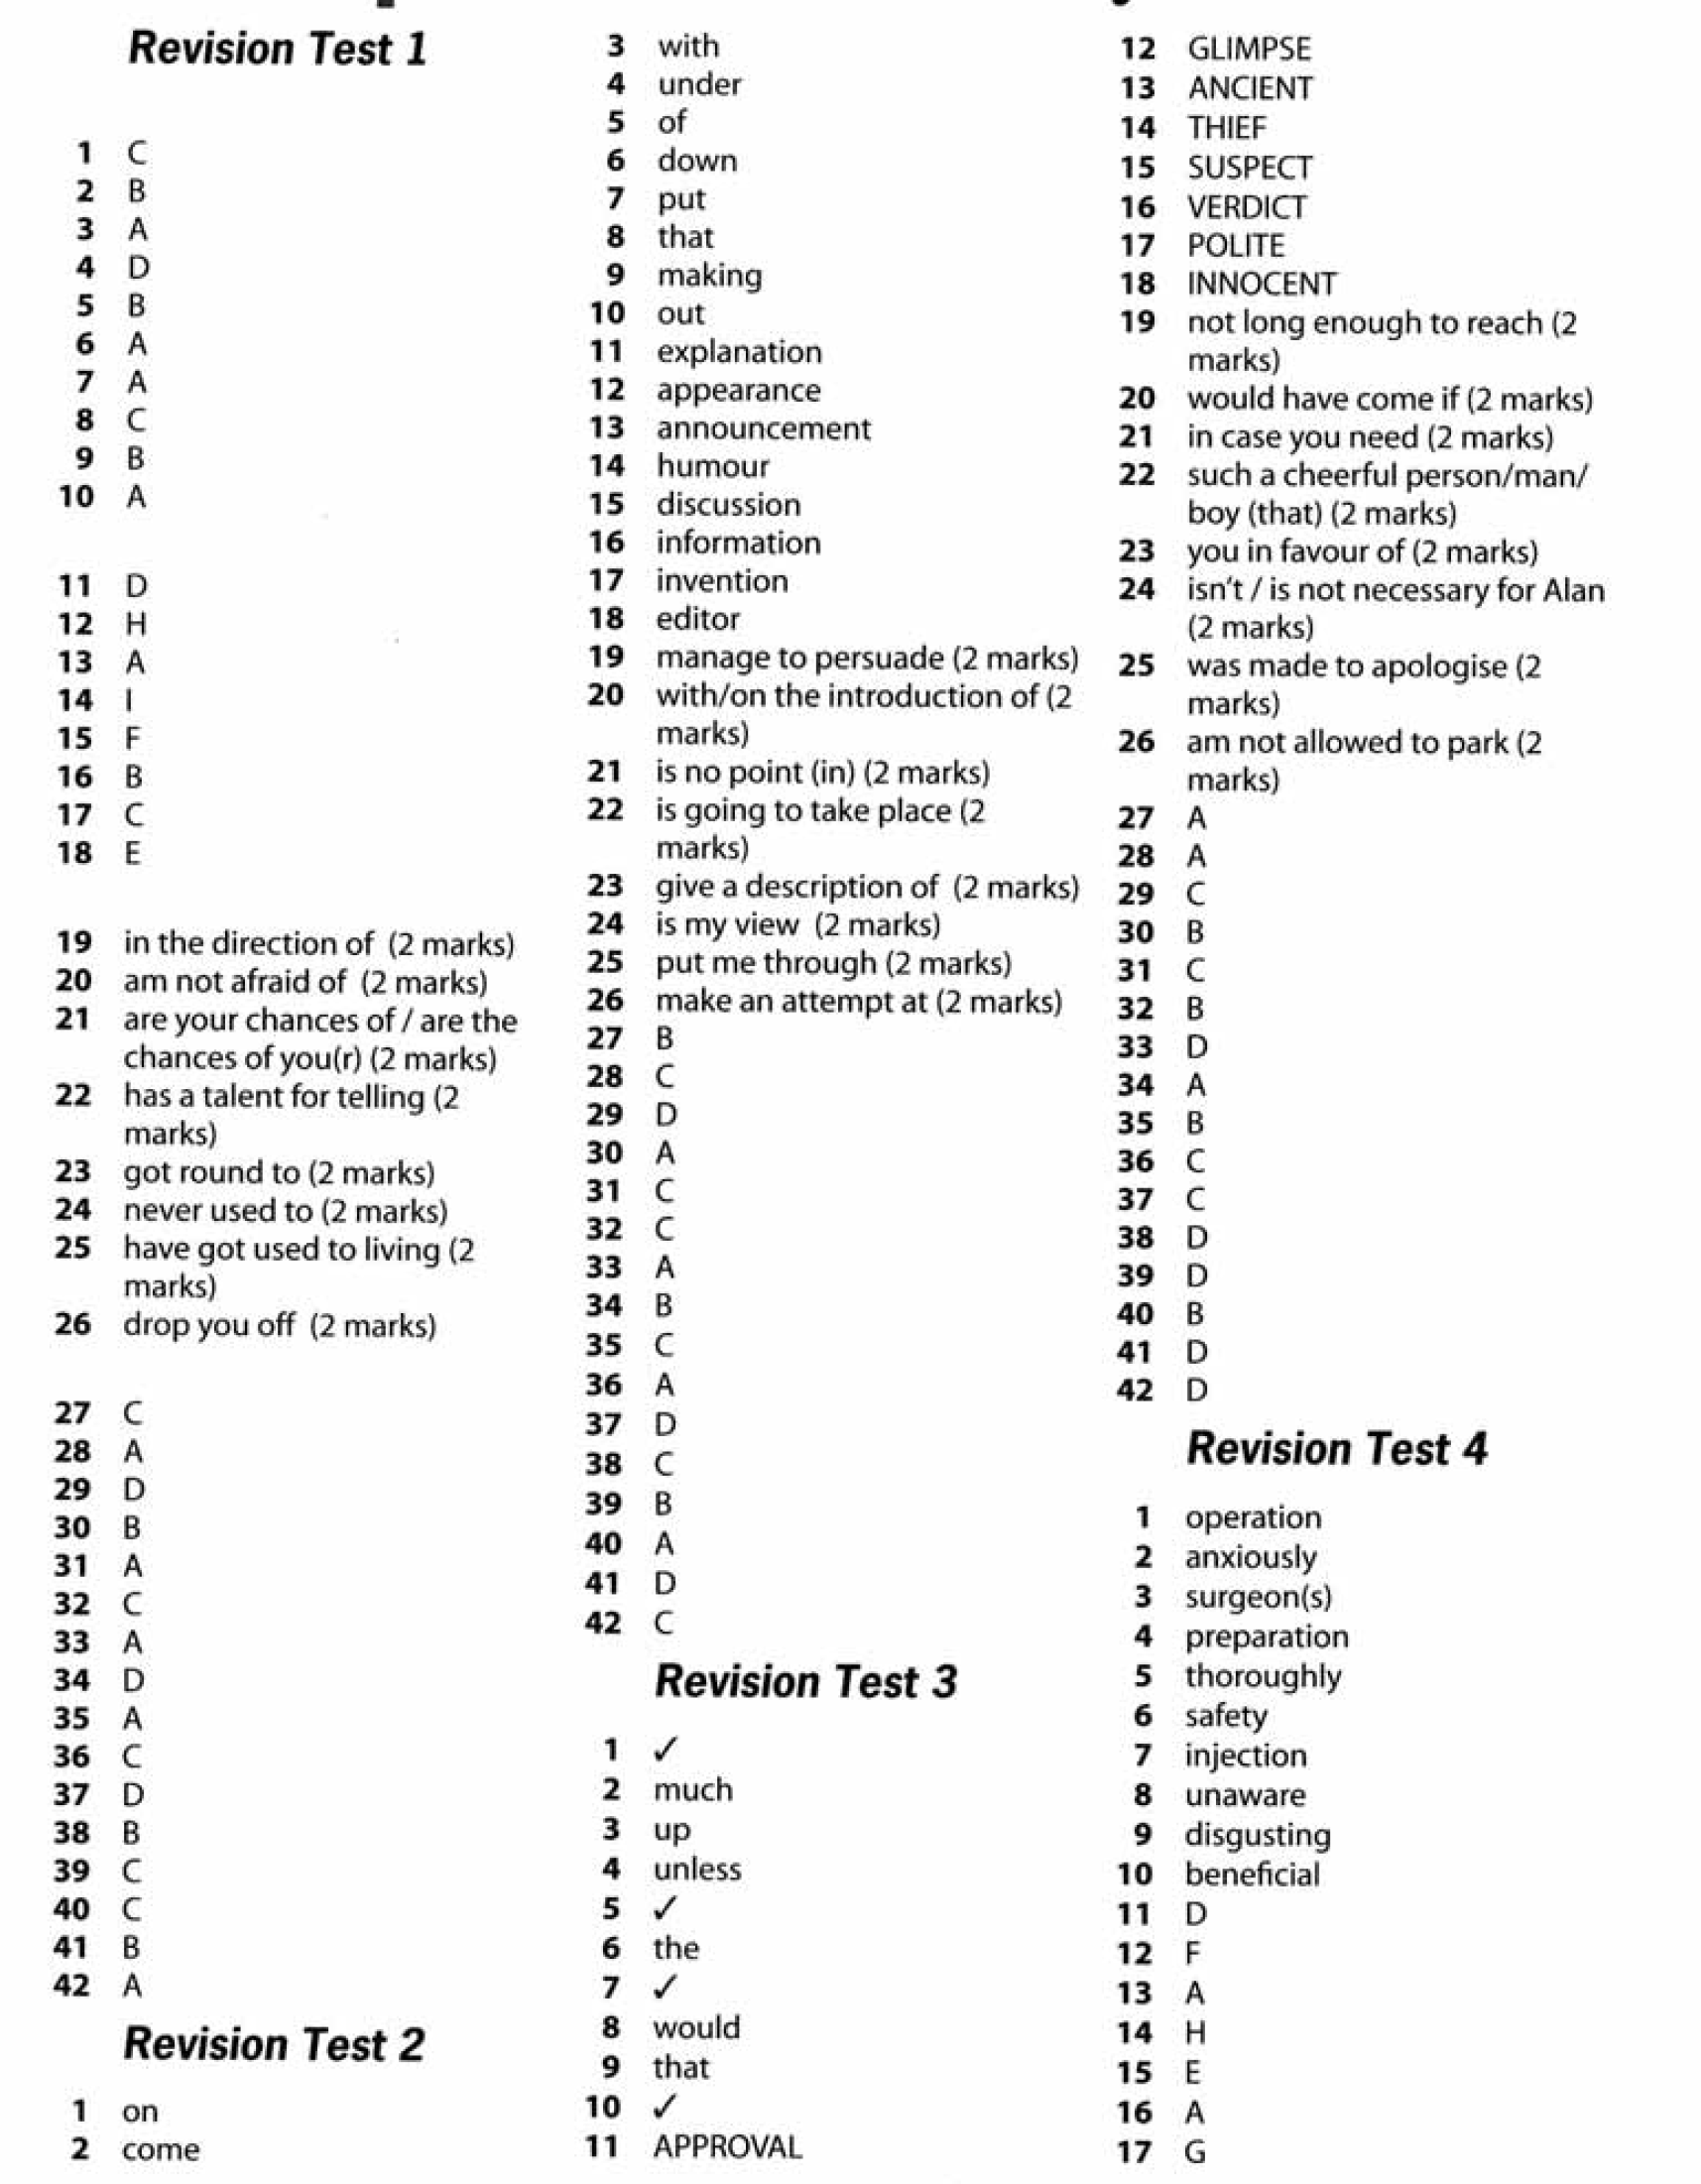 Revision Test 1
1 C
2 B
3 A
4 D
5 B
6 A
7 A
8 C
9 B
10 A
11 D
12 H
13 A
14 I
15 F
16 B
17 C
18 E
19 in the direction of (2 marks)
20 am not afraid of (2 marks)
21 are your chances of / are the
chances of you(r) (2 marks)
22 has a talent for telling (2
marks)
23 got round to (2 marks)
24 never used to (2 marks)
25 have got used to living (2
marks)
26 drop you off (2 marks)
27 C
28 A
29 D
30 B
31 A
32 C
33 A
34 D
35 A
36 C
37 D
38 B
39 C
40 C
41 B
42 A
Revision Test 2
1 on
2 come
3 with
4 under
5 of
6 down
7 put
8 that
9 making
10 out
11 explanation
12 appearance
13 announcement
14 humour
15 discussion
16 information
17 invention
18 editor
19 manage to persuade (2 marks)
20 with/on the introduction of (2
marks)
21 is no point (in) (2 marks)
22 is going to take place (2
marks)
23 give a description of (2 marks)
24 is my view (2 marks)
25 put me through (2 marks)
26 make an attempt at (2 marks)
27 B
28 C
29 D
30 A
31 C
32 C
33 A
34 B
35 C
36 A
37 D
38 C
39 B
40 A
41 D
42 C
Revision Test 3
1 ✓
2 much
3 up
4 unless
5 ✓
6 the
7 ✓
8 would
9 that
10 ✓
11 APPROVAL
12 GLIMPSE
13 ANCIENT
14 THIEF
15 SUSPECT
16 VERDICT
17 POLITE
18 INNOCENT
19 not long enough to reach (2
marks)
20 would have come if (2 marks)
21 in case you need (2 marks)
22 such a cheerful person/man/
boy (that) (2 marks)
23 you in favour of (2 marks)
24 isn't / is not necessary for Alan
(2 marks)
25 was made to apologise (2
marks)
26 am not allowed to park (2
marks)
27 A
28 A
29 C
30 B
31 C
32 B
33 D
34 A
35 B
36 C
37 C
38 D
39 D
40 B
41 D
42 D
Revision Test 4
1 operation
2 anxiously
3 surgeon(s)
4 preparation
5 thoroughly
6 safety
7 injection
8 unaware
9 disgusting
10 beneficial
11 D
12 F
13 A
14 H
15 E
16 A
17 G